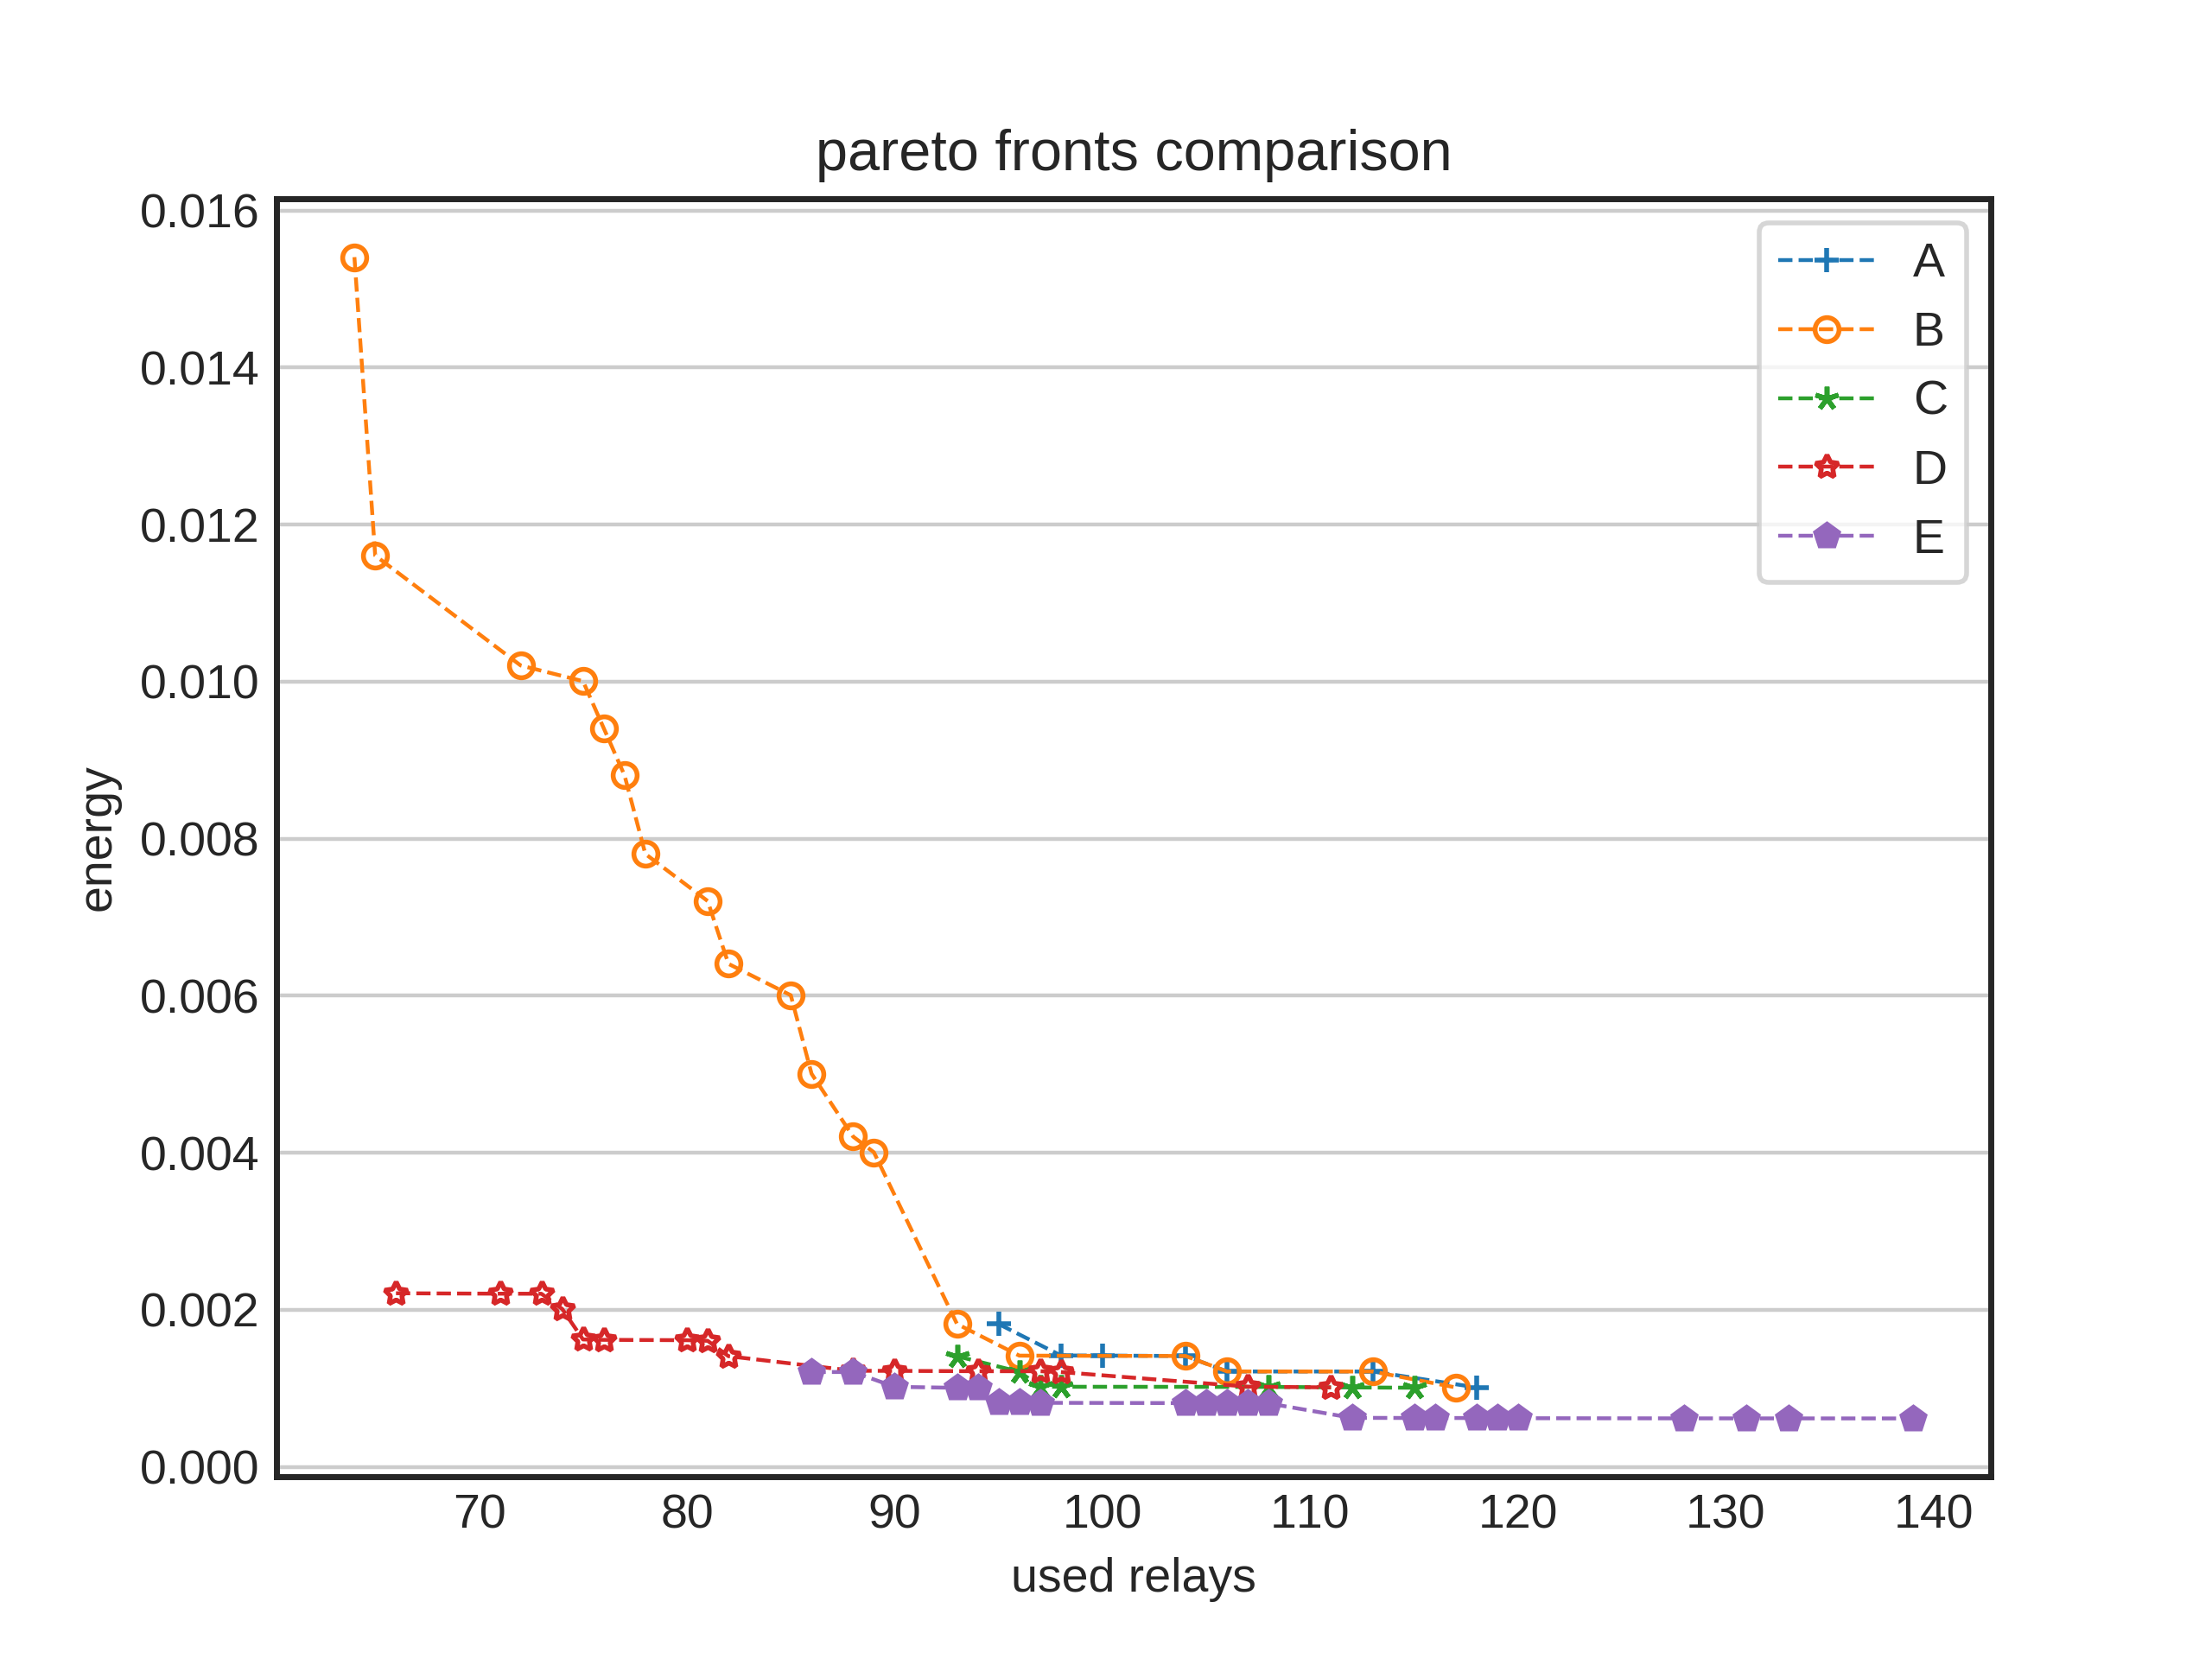 pareto fronts comparison
0.016
0.014
0.012
0.010
0.008
0.006
0.004
0.002
0.000
energy
A
B
C
D
E
70 80 90 100 110 120 130 140
used relays